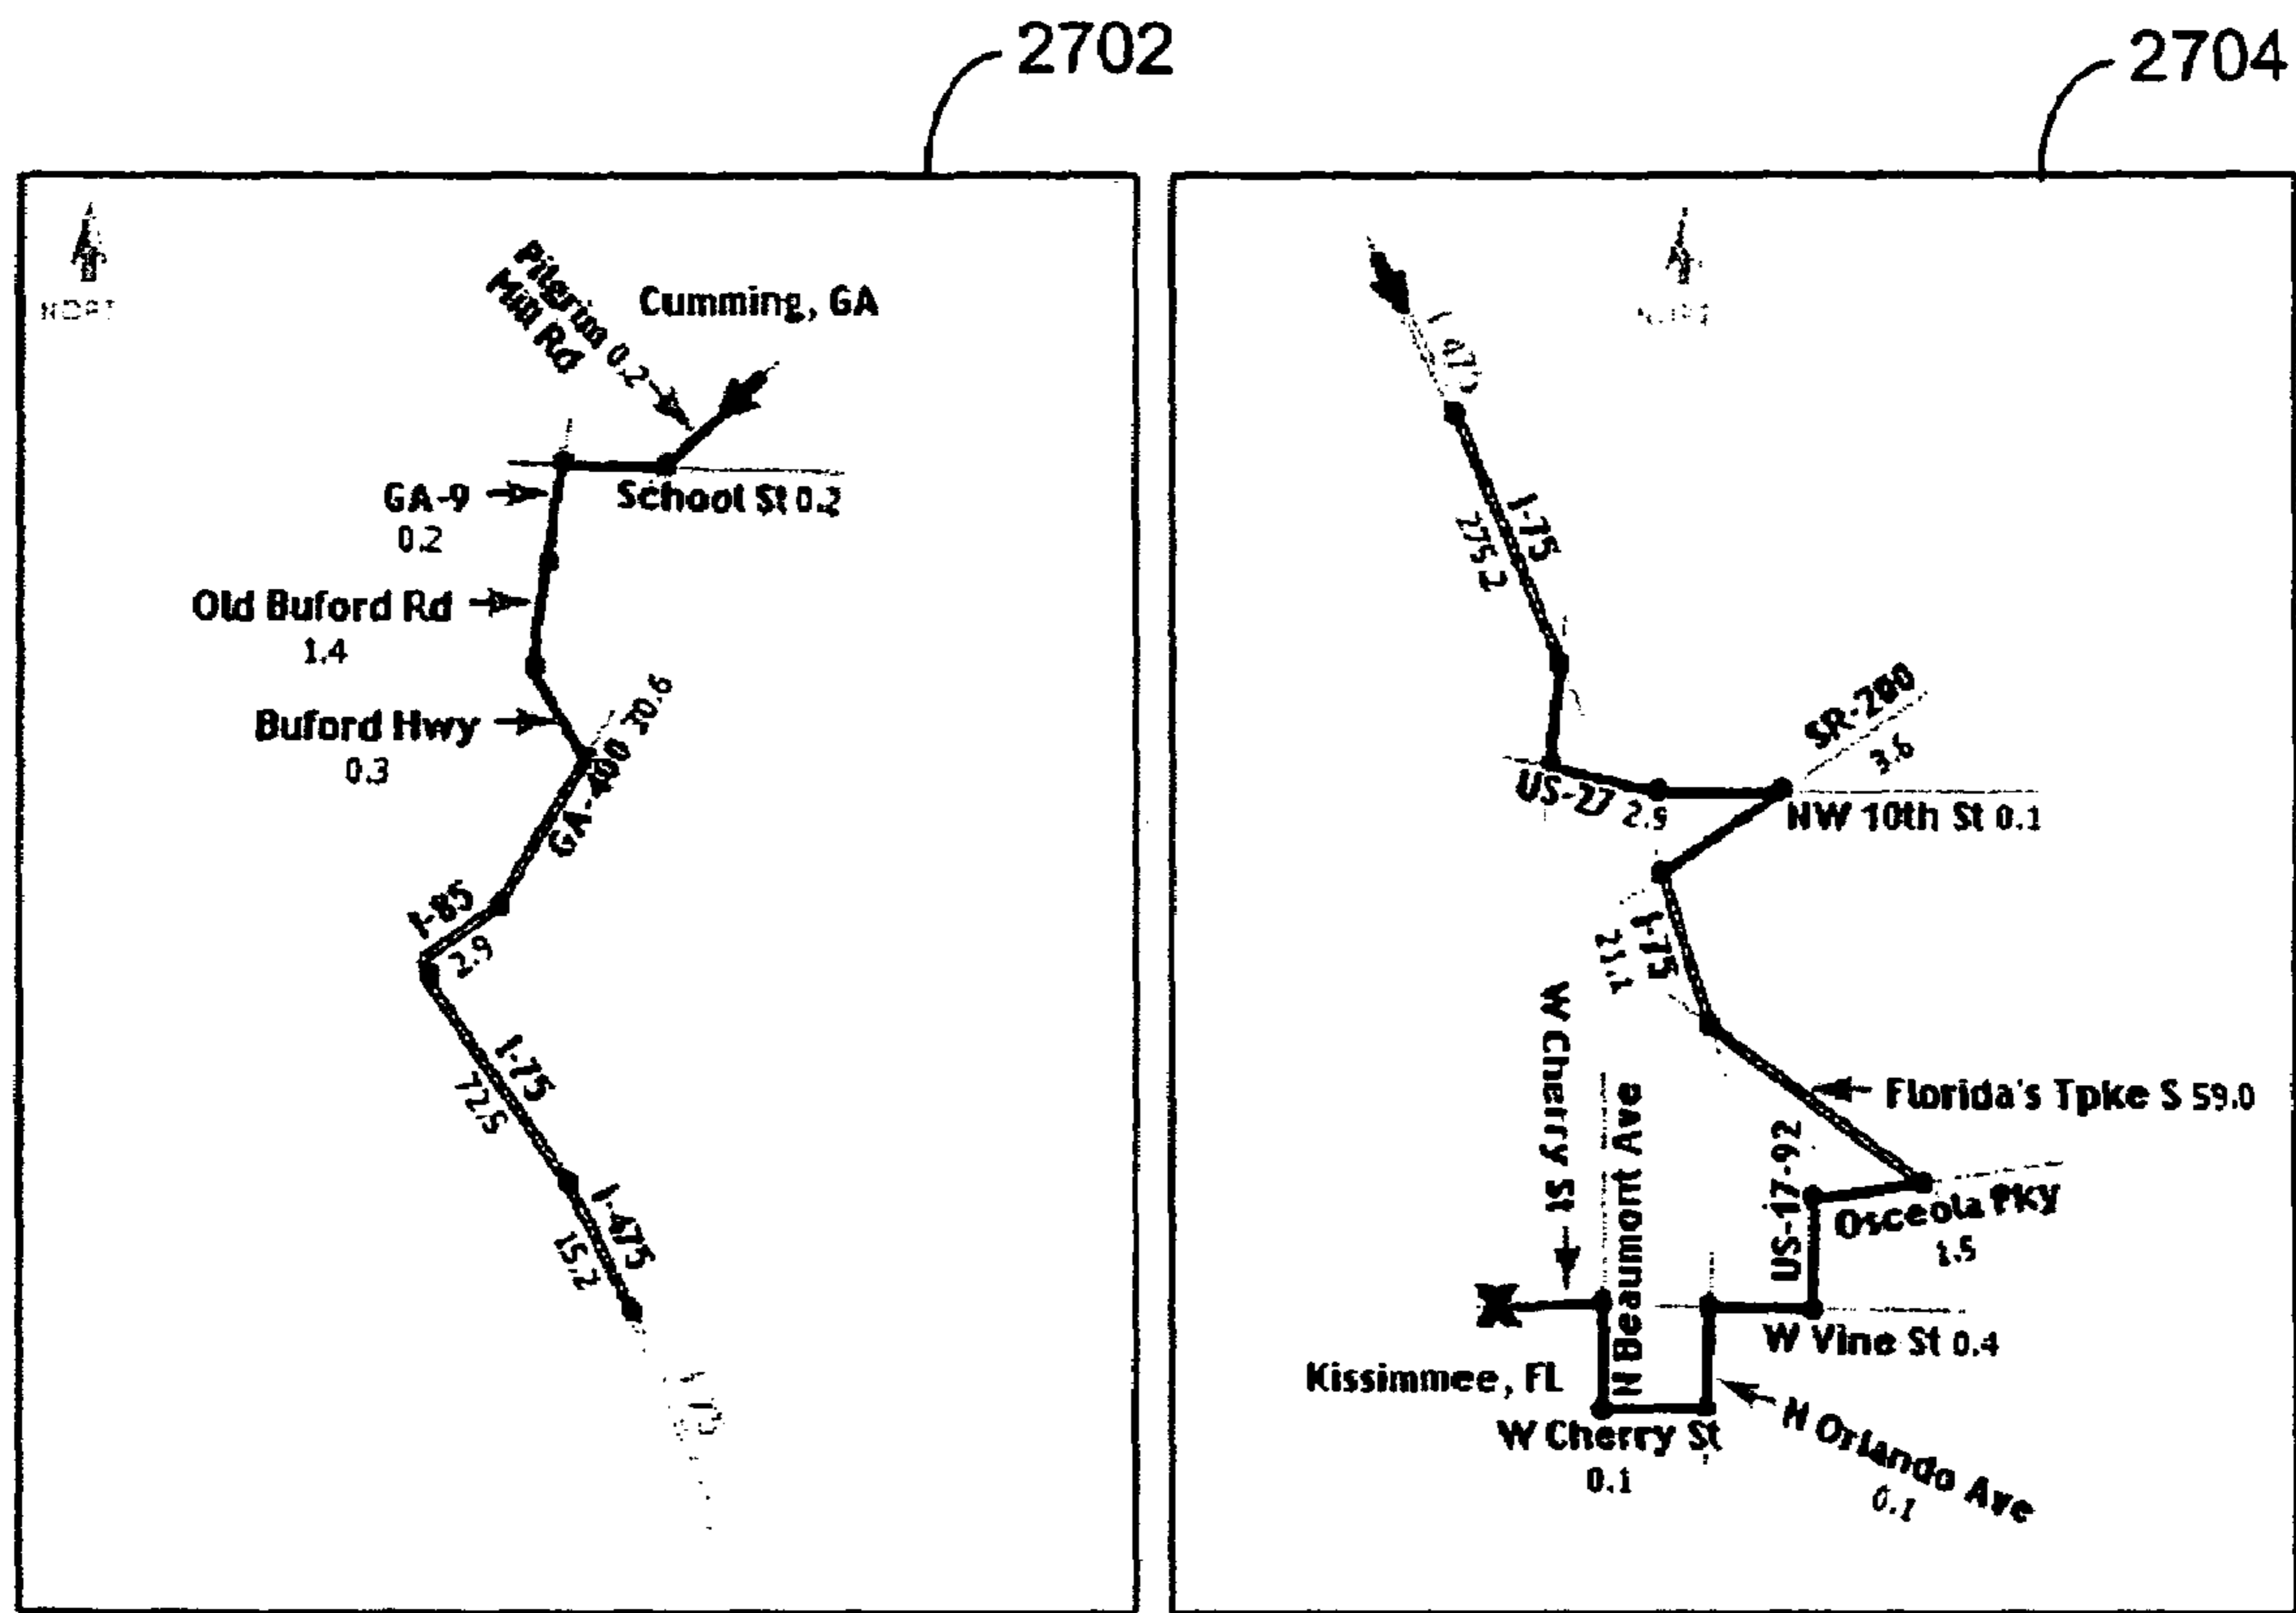 2702
2704
Pilgrim
Mill Rd
0.2
Cumming, GA
School St 0.2
GA-9
0.2
Old Buford Rd
1.4
Buford Hwy
0.3
30.6
I-85
2.9
I-75
72.5
I-475
15.2
I-475
I-75
275.2
US-27 2.9
SR-200
3.6
NW 10th St 0.1
I-75
21.1
Florida's Tpke S 59.0
Osceola PKy
1.5
US-17-92
W Vine St 0.4
W Cherry St
N Beaumont Ave
Kissimmee, FL
W Cherry St
0.1
N Orlando Ave
0.1